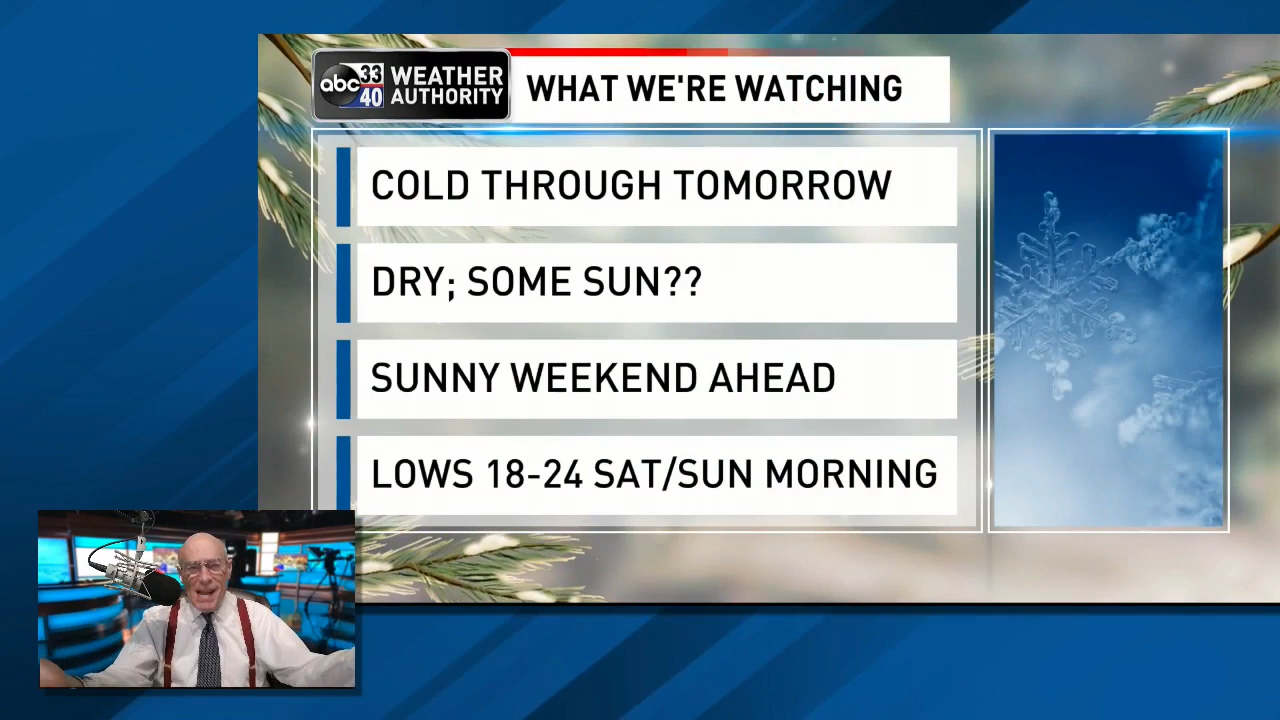 abc 33
40
WEATHER
AUTHORITY
WHAT WE'RE WATCHING
COLD THROUGH TOMORROW
DRY; SOME SUN??
SUNNY WEEKEND AHEAD
LOWS 18-24 SAT/SUN MORNING